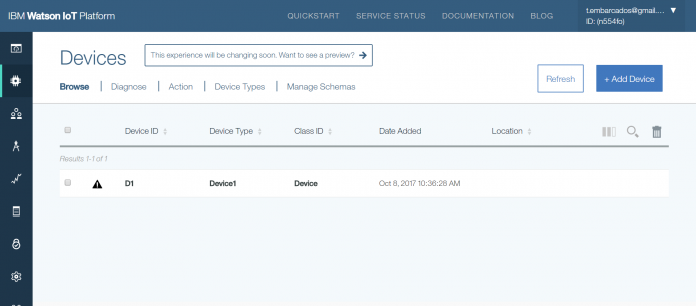 IBM Watson IoT Platform
QUICKSTART SERVICE STATUS DOCUMENTATION BLOG
t.embarcados@gmail.... ▼
ID: (n554fo)
Devices
This experience will be changing soon. Want to see a preview? →
Browse | Diagnose | Action | Device Types | Manage Schemas
Refresh
+ Add Device
Device ID Device Type Class ID Date Added Location
Results 1-1 of 1
D1 Device1 Device Oct 8, 2017 10:36:28 AM